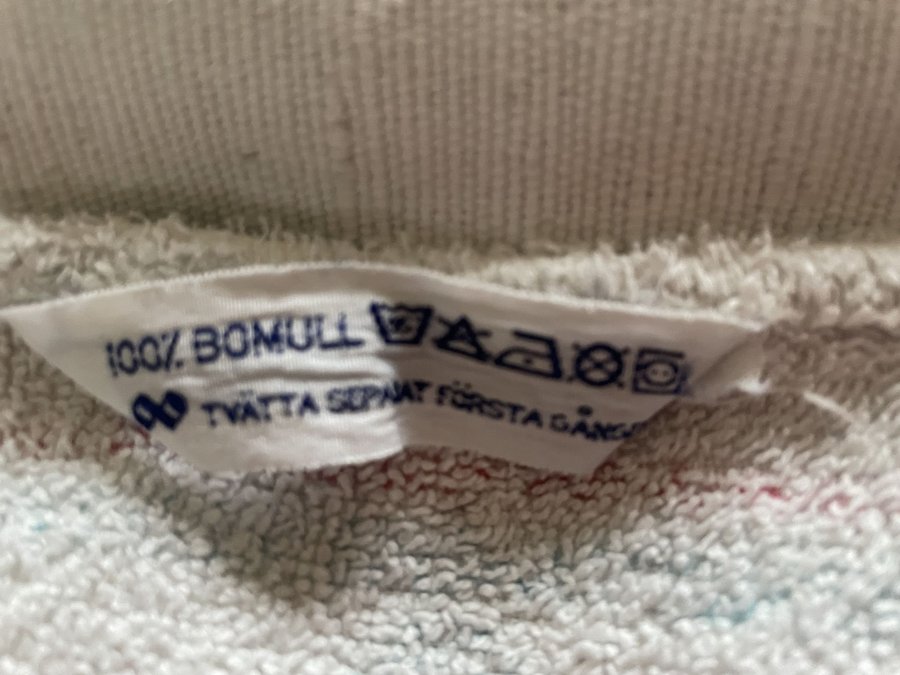 100% BOMULL
TVÄTTA SEPARAT FÖRSTA